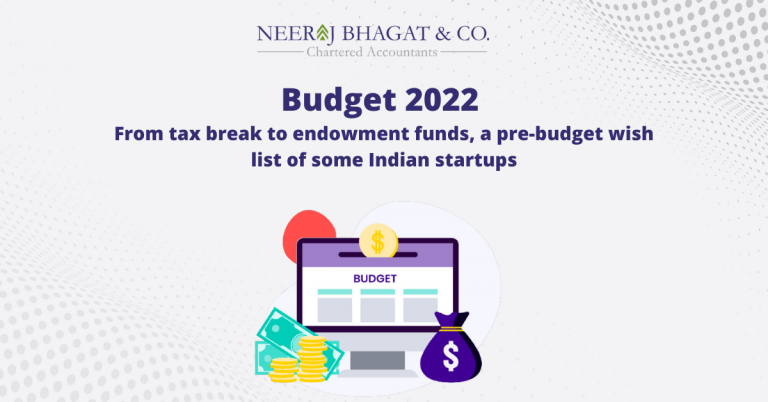 NEERAJ BHAGAT & CO.
Chartered Accountants
Budget 2022
From tax break to endowment funds, a pre-budget wish
list of some Indian startups
$
BUDGET
$